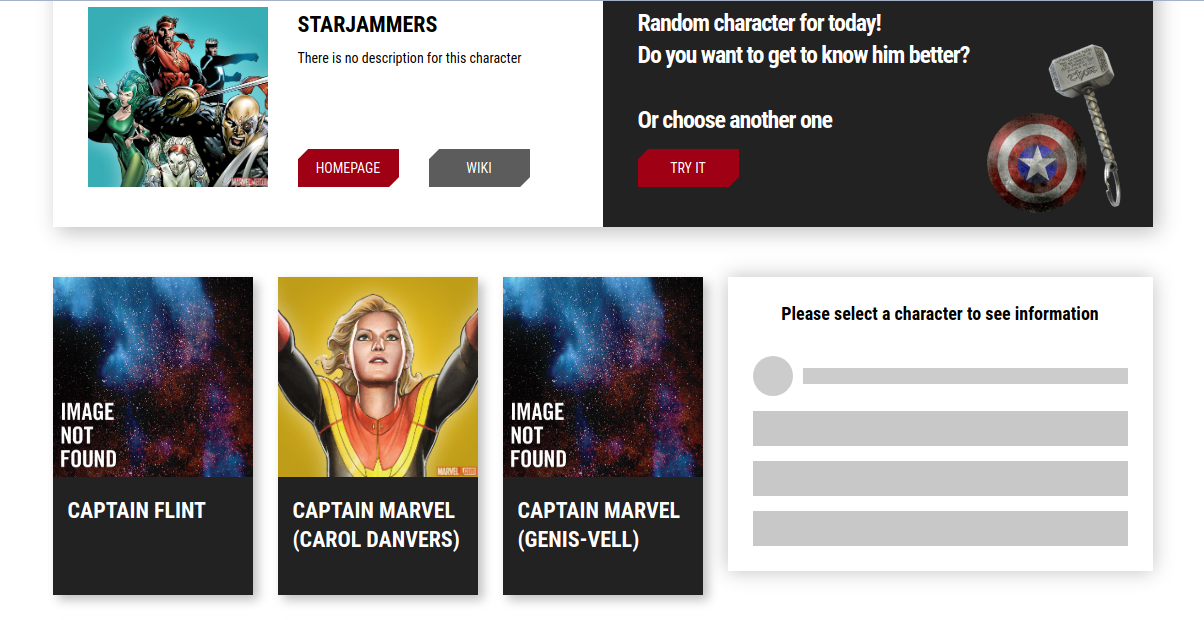 STARJAMMERS
There is no description for this character
HOMEPAGE
WIKI
Random character for today!
Do you want to get to know him better?
Or choose another one
TRY IT
IMAGE
NOT
FOUND
CAPTAIN FLINT
MARVEL
CAPTAIN MARVEL
(CAROL DANVERS)
IMAGE
NOT
FOUND
CAPTAIN MARVEL
(GENIS-VELL)
Please select a character to see information